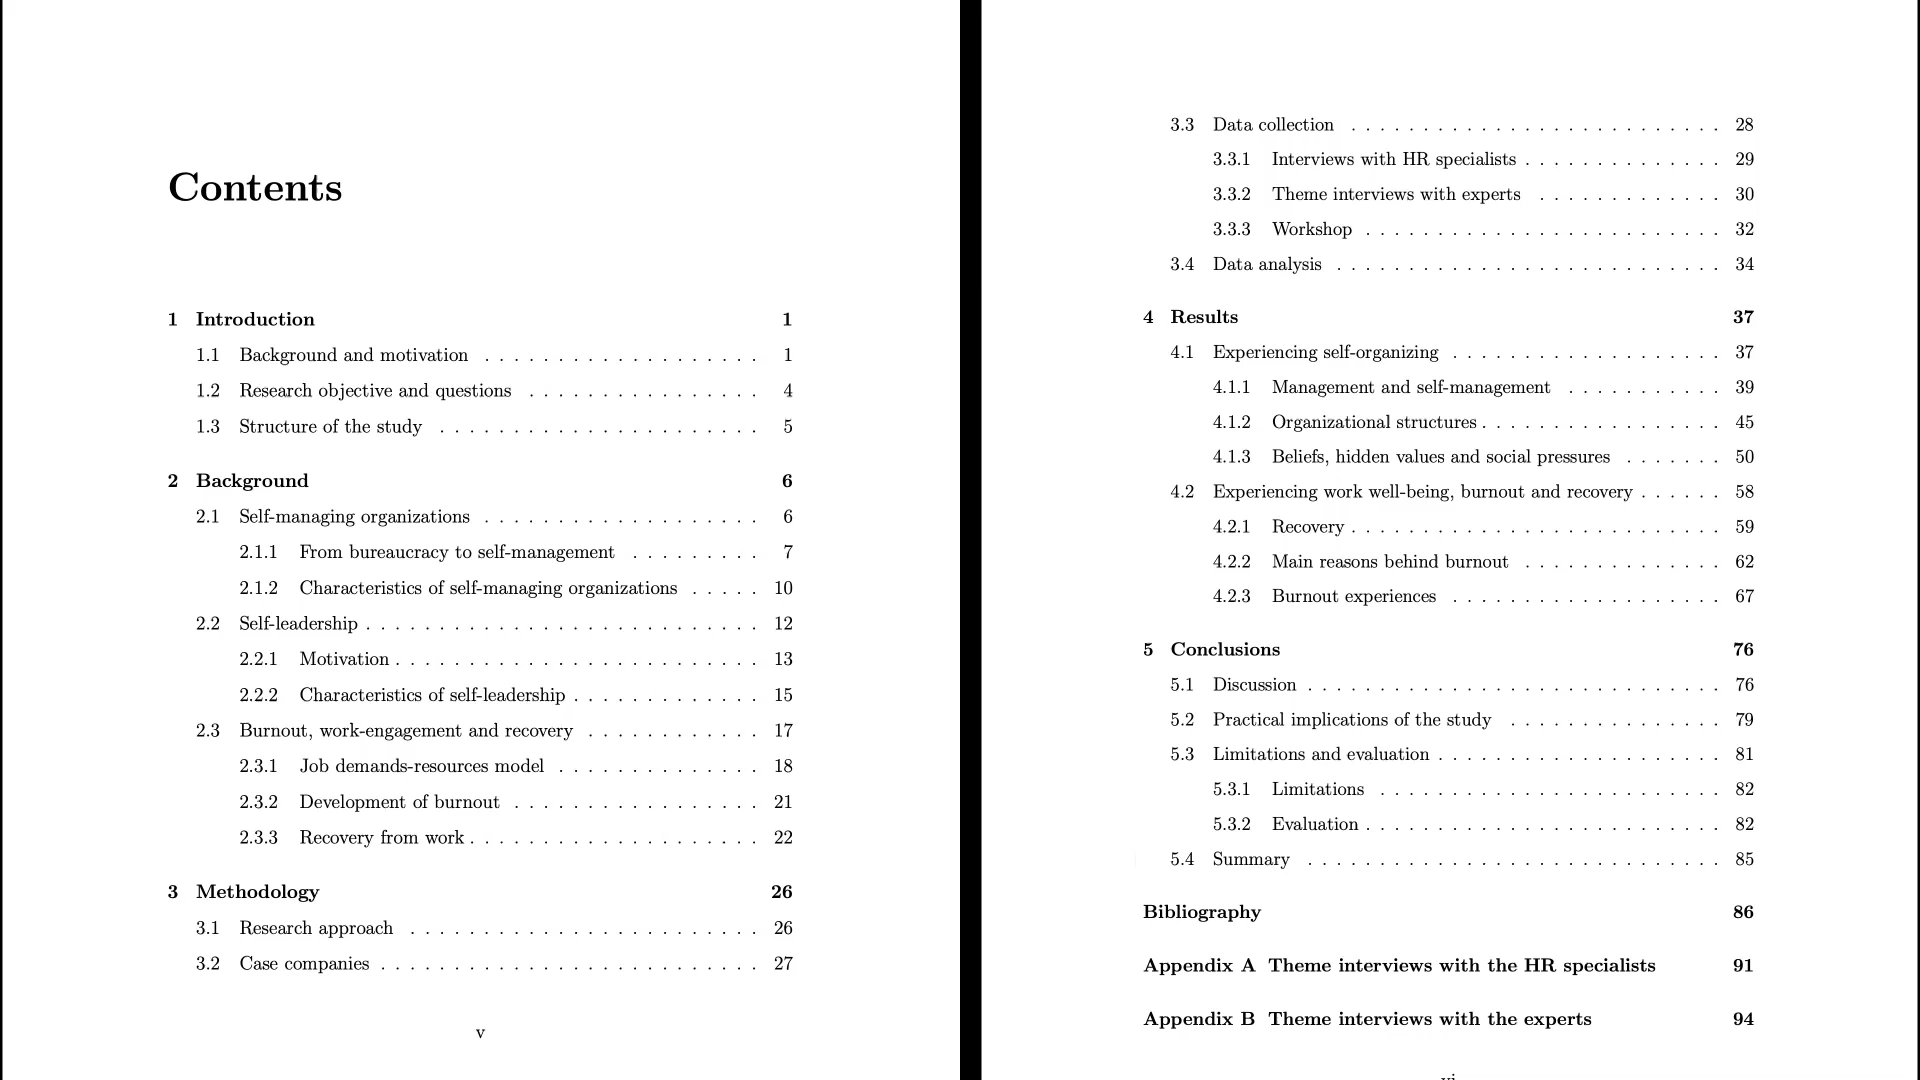 Contents
1 Introduction 1
1.1 Background and motivation . . . . . . . . . . . . . . . . . . . 1
1.2 Research objective and questions . . . . . . . . . . . . . . . . 4
1.3 Structure of the study . . . . . . . . . . . . . . . . . . . . . . 5
2 Background 6
2.1 Self-managing organizations . . . . . . . . . . . . . . . . . . . 6
2.1.1 From bureaucracy to self-management . . . . . . . . . 7
2.1.2 Characteristics of self-managing organizations . . . . . 10
2.2 Self-leadership . . . . . . . . . . . . . . . . . . . . . . . . . . . 12
2.2.1 Motivation . . . . . . . . . . . . . . . . . . . . . . . . . 13
2.2.2 Characteristics of self-leadership . . . . . . . . . . . . . 15
2.3 Burnout, work-engagement and recovery . . . . . . . . . . . . 17
2.3.1 Job demands-resources model . . . . . . . . . . . . . . 18
2.3.2 Development of burnout . . . . . . . . . . . . . . . . . 21
2.3.3 Recovery from work . . . . . . . . . . . . . . . . . . . . 22
3 Methodology 26
3.1 Research approach . . . . . . . . . . . . . . . . . . . . . . . . 26
3.2 Case companies . . . . . . . . . . . . . . . . . . . . . . . . . . 27
v
3.3 Data collection . . . . . . . . . . . . . . . . . . . . . . . . . . 28
3.3.1 Interviews with HR specialists . . . . . . . . . . . . . . 29
3.3.2 Theme interviews with experts . . . . . . . . . . . . . 30
3.3.3 Workshop . . . . . . . . . . . . . . . . . . . . . . . . . 32
3.4 Data analysis . . . . . . . . . . . . . . . . . . . . . . . . . . . 34
4 Results 37
4.1 Experiencing self-organizing . . . . . . . . . . . . . . . . . . . 37
4.1.1 Management and self-management . . . . . . . . . . . 39
4.1.2 Organizational structures . . . . . . . . . . . . . . . . . 45
4.1.3 Beliefs, hidden values and social pressures . . . . . . . 50
4.2 Experiencing work well-being, burnout and recovery . . . . . . 58
4.2.1 Recovery . . . . . . . . . . . . . . . . . . . . . . . . . . 59
4.2.2 Main reasons behind burnout . . . . . . . . . . . . . . 62
4.2.3 Burnout experiences . . . . . . . . . . . . . . . . . . . 67
5 Conclusions 76
5.1 Discussion . . . . . . . . . . . . . . . . . . . . . . . . . . . . . 76
5.2 Practical implications of the study . . . . . . . . . . . . . . . 79
5.3 Limitations and evaluation . . . . . . . . . . . . . . . . . . . . 81
5.3.1 Limitations . . . . . . . . . . . . . . . . . . . . . . . . 82
5.3.2 Evaluation . . . . . . . . . . . . . . . . . . . . . . . . . 82
5.4 Summary . . . . . . . . . . . . . . . . . . . . . . . . . . . . . 85
Bibliography 86
Appendix A Theme interviews with the HR specialists 91
Appendix B Theme interviews with the experts 94